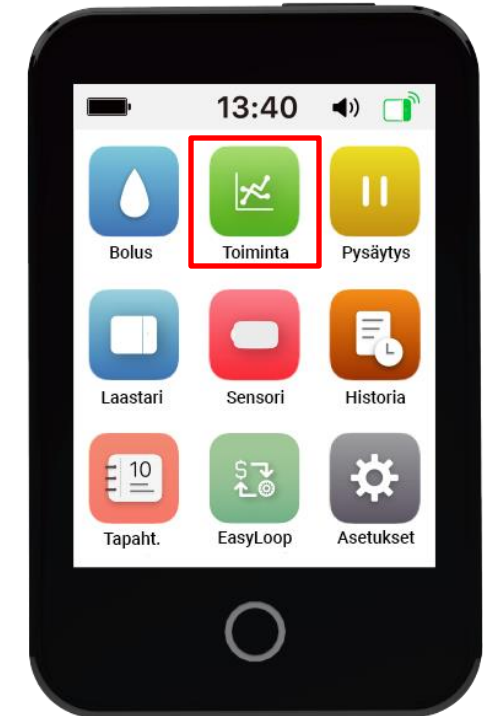 13:40
Bolus
Toiminta
Pysäytys
Laastari
Sensori
Historia
10
Tapaht.
EasyLoop
Asetukset